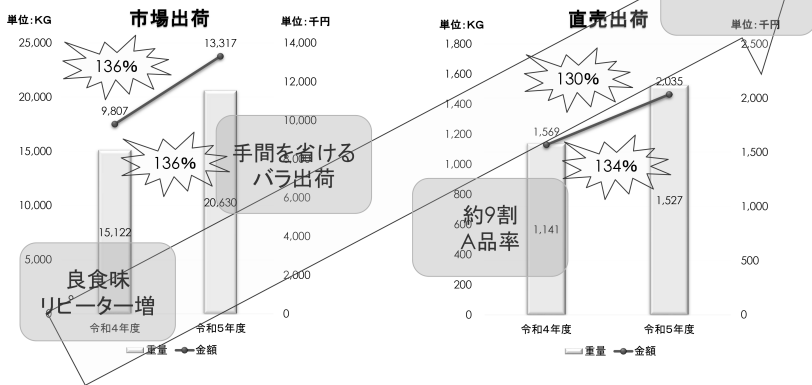 市場出荷
単位:KG
単位:千円
25,000
20,000
15,000
10,000
5,000
14,000
12,000
10,000
8,000
6,000
4,000
2,000
0
136%
13,317
9,807
136%
手間を省ける
バラ出荷
15,122
20,630
良食味
リピーター増
令和4年度
令和5年度
重量
金額
直売出荷
単位:KG
単位:千円
1,800
1,600
1,400
1,200
1,000
800
600
400
200
0
2,500
2,000
1,500
1,000
500
0
130%
2,035
1,569
134%
約9割
A品率
1,141
1,527
令和4年度
令和5年度
重量
金額